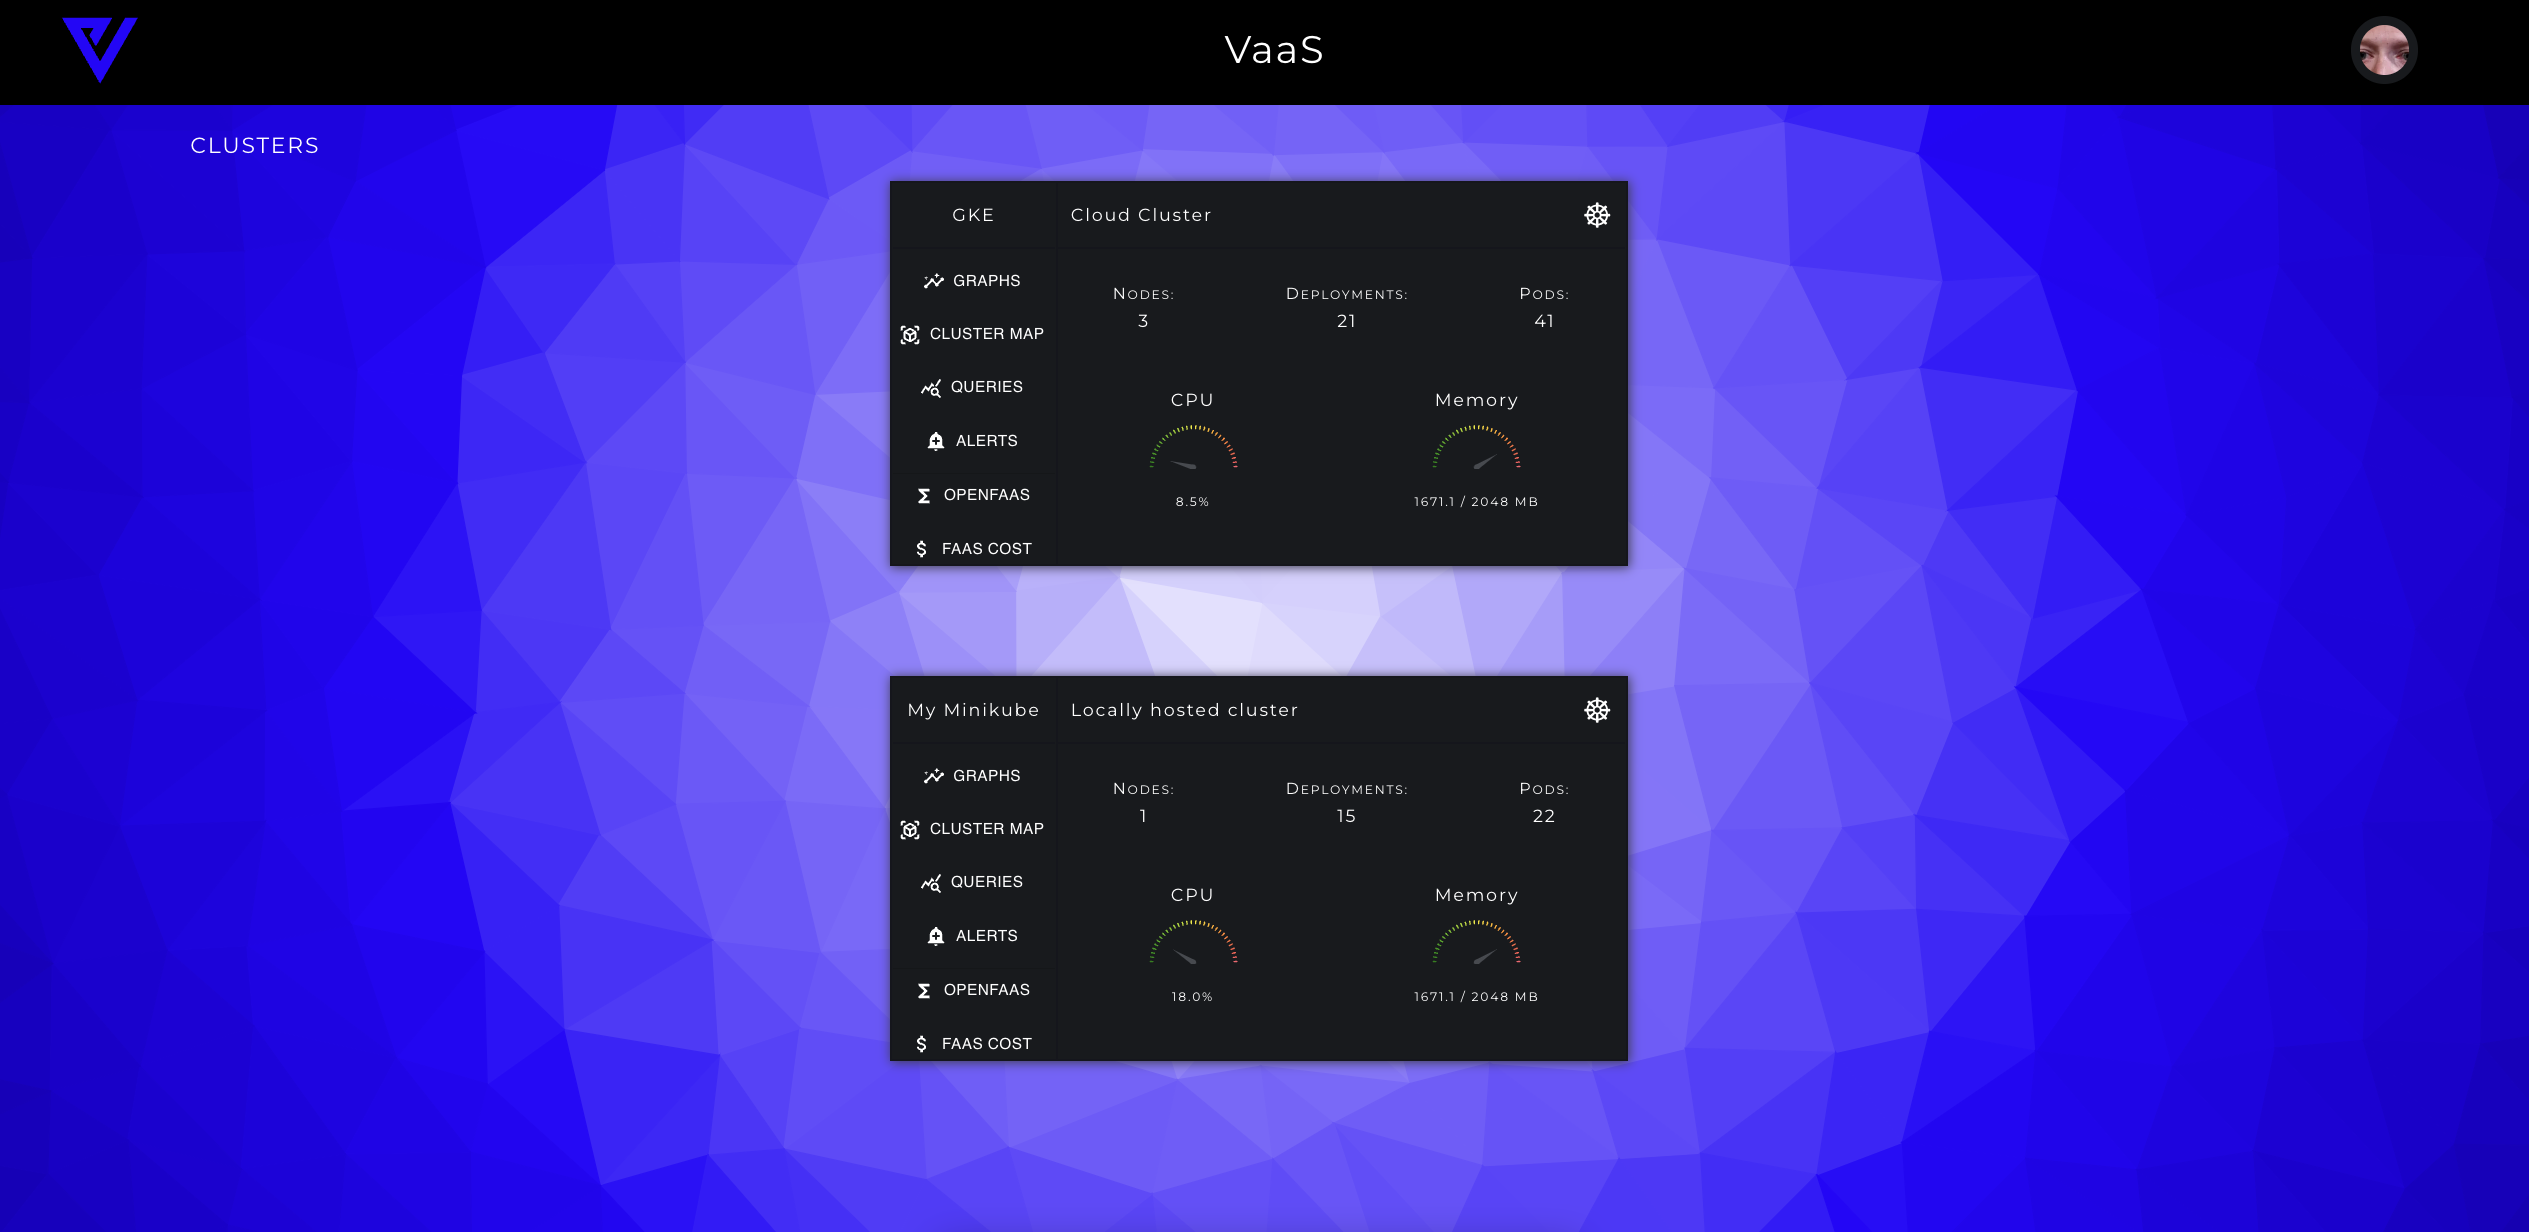 VaaS
CLUSTERS
GKE
Cloud Cluster
GRAPHS
CLUSTER MAP
QUERIES
ALERTS
OPENFAAS
$ FAAS COST
Nodes:
3
Deployments:
21
Pods:
41
CPU
8.5%
Memory
1671.1 / 2048 MB
My Minikube
Locally hosted cluster
GRAPHS
CLUSTER MAP
QUERIES
ALERTS
OPENFAAS
$ FAAS COST
Nodes:
1
Deployments:
15
Pods:
22
CPU
18.0%
Memory
1671.1 / 2048 MB